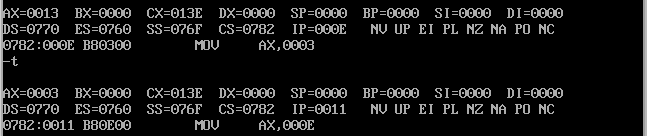 AX=0013  BX=0000  CX=013E  DX=0000  SP=0000  BP=0000  SI=0000  DI=0000
DS=0770  ES=0760  SS=076F  CS=0782  IP=000E   NV UP EI PL NZ NA PO NC
0782:000E B80300        MOV     AX,0003
-t
AX=0003  BX=0000  CX=013E  DX=0000  SP=0000  BP=0000  SI=0000  DI=0000
DS=0770  ES=0760  SS=076F  CS=0782  IP=0011   NV UP EI PL NZ NA PO NC
0782:0011 B80E00        MOV     AX,000E